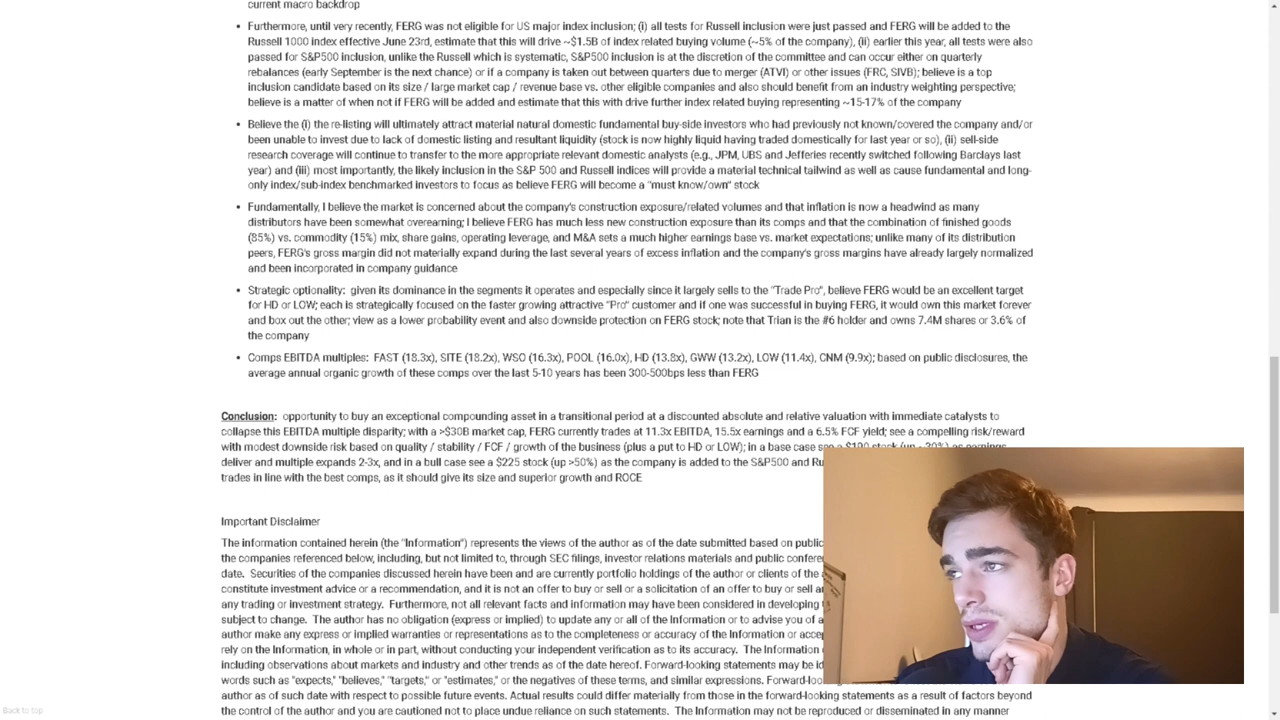 current macro backdrop
• Furthermore, until very recently, FERG was not eligible for US major index inclusion; (i) all tests for Russell inclusion were just passed and FERG will be added to the
Russell 1000 index effective June 23rd, estimate that this will drive ~$1.5B of index related buying volume (~5% of the company), (ii) earlier this year, all tests were also
passed for S&P500 inclusion, unlike the Russell which is systematic, S&P500 inclusion is at the discretion of the committee and can occur either on quarterly
rebalances (early September is the next chance) or if a company is taken out between quarters due to merger (ATVI) or other issues (FRC, SIVB); believe is a top
inclusion candidate based on its size / large market cap / revenue base vs. other eligible companies and also should benefit from an industry weighting perspective;
believe is a matter of when not if FERG will be added and estimate that this with drive further index related buying representing ~15-17% of the company
• Believe the (i) the re-listing will ultimately attract material natural domestic fundamental buy-side investors who had previously not known/covered the company and/or
been unable to invest due to lack of domestic listing and resultant liquidity (stock is now highly liquid having traded domestically for last year or so), (ii) sell-side
research coverage will continue to transfer to the more appropriate relevant domestic analysts (e.g., JPM, UBS and Jefferies recently switched following Barclays last
year) and (iii) most importantly, the likely inclusion in the S&P 500 and Russell indices will provide a material technical tailwind as well as cause fundamental and long-
only index/sub-index benchmarked investors to focus as believe FERG will become a "must know/own" stock
• Fundamentally, I believe the market is concerned about the company's construction exposure/related volumes and that inflation is now a headwind as many
distributors have been somewhat overearning; I believe FERG has much less new construction exposure than its comps and that the combination of finished goods
(85%) vs. commodity (15%) mix, share gains, operating leverage, and M&A sets a much higher earnings base vs. market expectations; unlike many of its distribution
peers, FERG's gross margin did not materially expand during the last several years of excess inflation and the company's gross margins have already largely normalized
and been incorporated in company guidance
• Strategic optionality: given its dominance in the segments it operates and especially since it largely sells to the "Trade Pro", believe FERG would be an excellent target
for HD or LOW; each is strategically focused on the faster growing attractive "Pro" customer and if one was successful in buying FERG, it would own this market forever
and box out the other; view as a lower probability event and also downside protection on FERG stock; note that Trian is the #6 holder and owns 7.4M shares or 3.6% of
the company
• Comps EBITDA multiples: FAST (18.3x), SITE (18.2x), WSO (16.3x), POOL (16.0x), HD (13.8x), GWW (13.2x), LOW (11.4x), CNM (9.9x); based on public disclosures, the
average annual organic growth of these comps over the last 5-10 years has been 300-500bps less than FERG
Conclusion: opportunity to buy an exceptional compounding asset in a transitional period at a discounted absolute and relative valuation with immediate catalysts to
collapse this EBITDA multiple disparity; with a >$30B market cap, FERG currently trades at 11.3x EBITDA, 15.5x earnings and a 6.5% FCF yield; see a compelling risk/reward
with modest downside risk based on quality / stability / FCF / growth of the business (plus a put to HD or LOW); in a base case see a $190 stock (up ~30%) as earnings
deliver and multiple expands 2-3x, and in a bull case see a $225 stock (up >50%) as the company is added to the S&P500 and
trades in line with the best comps, as it should give its size and superior growth and ROCE
Important Disclaimer
The information contained herein (the "Information") represents the views of the author as of the date submitted based on
the companies referenced below, including, but not limited to, through SEC filings, investor relations materials and public
date. Securities of the companies discussed herein have been and are currently portfolio holdings of the author or clients of the
constitute investment advice or a recommendation, and it is not an offer to buy or sell or a solicitation of an offer to buy or sell
any trading or investment strategy. Furthermore, not all relevant facts and information may have been considered in developing
subject to change. The author has no obligation (express or implied) to update any or all of the Information or to advise you of
author make any express or implied warranties or representations as to the completeness or accuracy of the Information or
rely on the Information, in whole or in part, without conducting your independent verification as to its accuracy. The Information
including observations about markets and industry and other trends as of the date hereof. Forward-looking statements may be
words such as "expects," "believes," "targets," or "estimates," or the negatives of these terms, and similar expressions.
author as of such date with respect to possible future events. Actual results could differ materially from those in the forward-looking statements as a result of factors beyond
the control of the author and you are cautioned not to place undue reliance on such statements. The Information may not be reproduced or disseminated in any manner
Back to top